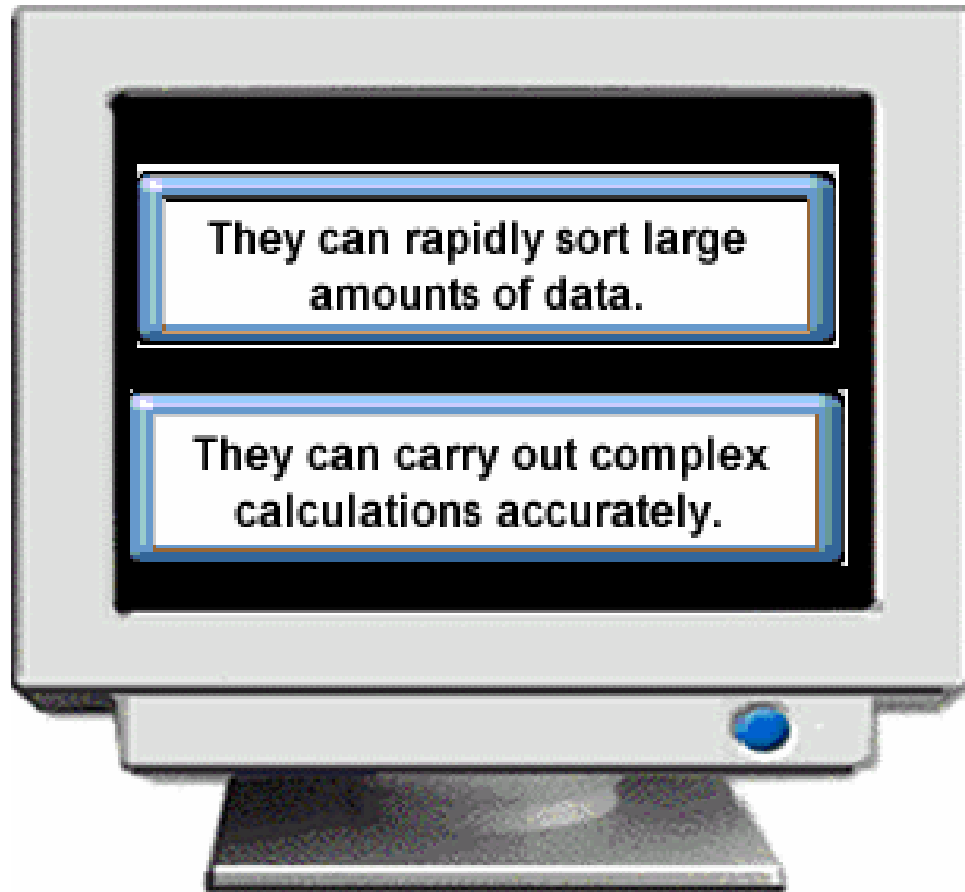 They can rapidly sort large
amounts of data.
They can carry out complex
calculations accurately.